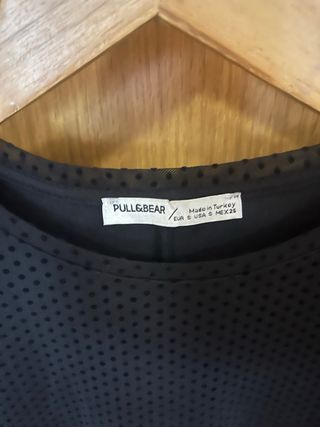 PULL&BEAR
Made in Turkey
EUR S USA S MEX 26